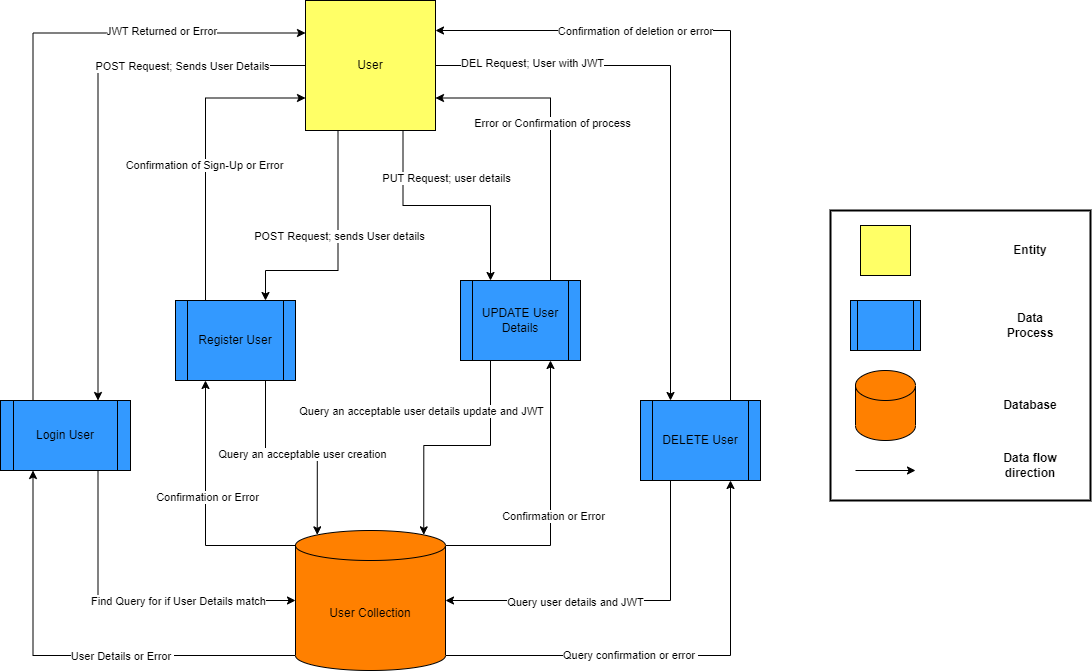 JWT Returned or Error
Confirmation of deletion or error
User
POST Request; Sends User Details
DEL Request; User with JWT
Error or Confirmation of process
Confirmation of Sign-Up or Error
PUT Request; user details
POST Request; sends User details
Entity
UPDATE User
Details
Register User
Data
Process
Query an acceptable user details update and JWT
Database
Login User
DELETE User
Query an acceptable user creation
Data flow
direction
Confirmation or Error
Confirmation or Error
Find Query for if User Details match
Query user details and JWT
User Collection
User Details or Error
Query confirmation or error